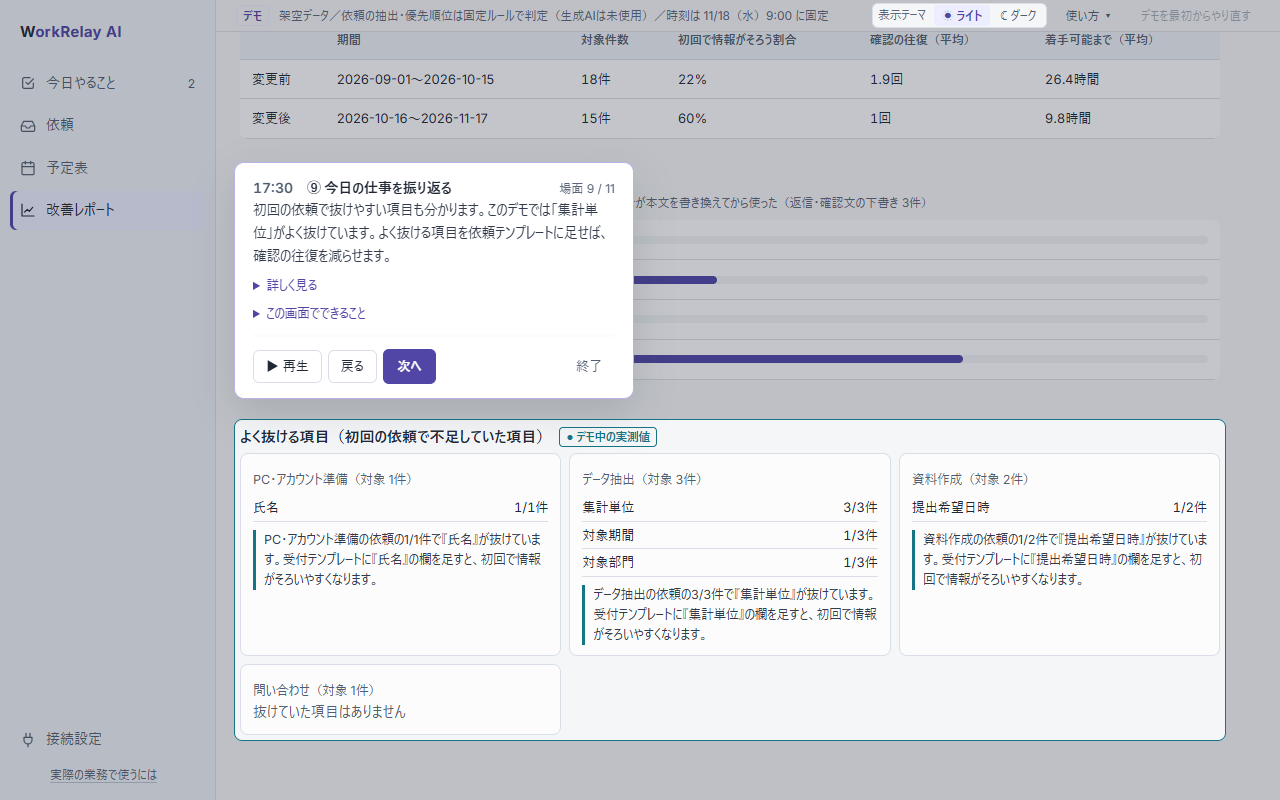 WorkRelay AI
デモ 架空データ／依頼の抽出・優先順位は固定ルールで判定（生成AIは未使用）／時刻は 11/18（水）9:00 に固定
表示テーマ ライト ダーク 使い方 ▼ デモを最初からやり直す
今日やること 2
依頼
予定表
改善レポート
接続設定
実際の業務で使うには
期間 対象件数 初回で情報がそろう割合 確認の往復（平均） 着手可能まで（平均）
変更前 2026-09-01〜2026-10-15 18件 22% 1.9回 26.4時間
変更後 2026-10-16〜2026-11-17 15件 60% 1回 9.8時間
が本文を書き換えてから使った（返信・確認文の下書き 3件）
17:30 ⑨ 今日の仕事を振り返る 場面 9 / 11
初回の依頼で抜けやすい項目も分かります。このデモでは「集計単
位」がよく抜けています。よく抜ける項目を依頼テンプレートに足せば、
確認の往復を減らせます。
▶ 詳しく見る
▶ この画面でできること
▶ 再生 戻る 次へ 終了
よく抜ける項目（初回の依頼で不足していた項目） デモ中の実測値
PC・アカウント準備（対象 1件）
氏名 1/1件
PC・アカウント準備の依頼の1/1件で『氏名』が抜けていま
す。受付テンプレートに『氏名』の欄を足すと、初回で情報
がそろいやすくなります。
データ抽出（対象 3件）
集計単位 3/3件
対象期間 1/3件
対象部門 1/3件
データ抽出の依頼の3/3件で『集計単位』が抜けています。
受付テンプレートに『集計単位』の欄を足すと、初回で情報
がそろいやすくなります。
資料作成（対象 2件）
提出希望日時 1/2件
資料作成の依頼の1/2件で『提出希望日時』が抜けていま
す。受付テンプレートに『提出希望日時』の欄を足すと、初
回で情報がそろいやすくなります。
問い合わせ（対象 1件）
抜けていた項目はありません